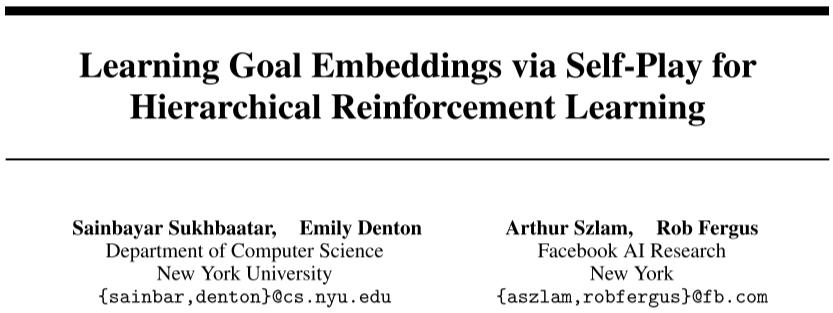 Learning Goal Embeddings via Self-Play for
Hierarchical Reinforcement Learning
Sainbayar Sukhbaatar, Emily Denton
Department of Computer Science
New York University
{sainbar,denton}@cs.nyu.edu
Arthur Szlam, Rob Fergus
Facebook AI Research
New York
{aszlam,robfergus}@fb.com